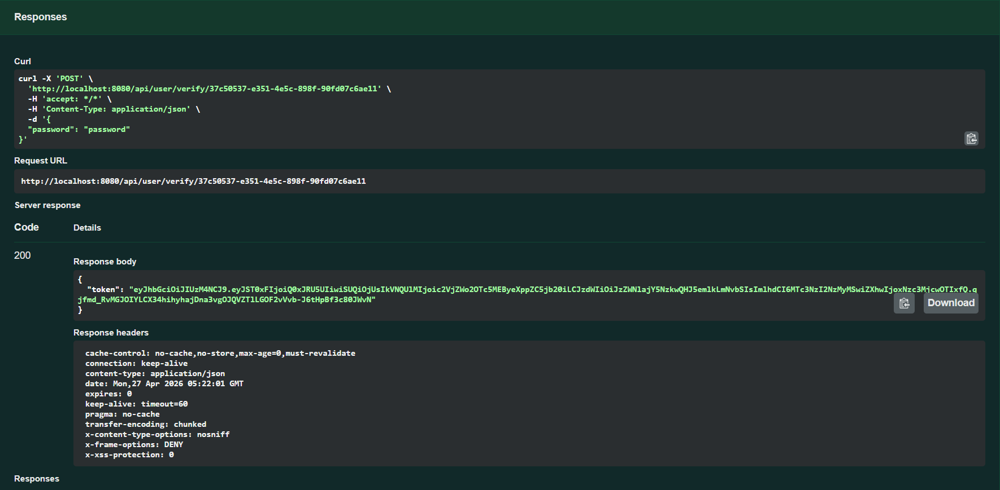 Responses
Curl
curl -X 'POST' \
'http://localhost:8080/api/user/verify/37c50537-e351-4e5c-898f-90fd07c6ae11' \
-H 'accept: */*' \
-H 'Content-Type: application/json' \
-d '{
"password": "password"
}'
Request URL
http://localhost:8080/api/user/verify/37c50537-e351-4e5c-898f-90fd07c6ae11
Server response
Code Details
200
Response body
{
"token": "eyJhbGciOiJIUzM4NCJ9.eyJST0xFIjoiQ0xJRU5UIiwiSUQiOjUsIkVNQUlMIjoic2VjZWo2OTc5MEByeXppZC5jb20iLCJzdWIiOiJzZWNlajY5NzkwQHJ5emlkLmNvbSIsImlhdCI6MTc3NzI2NzMyMSwiZXhwIjoxNzc3MjcwOTIxfQ.q
jfmd_RvMGJOIYLCX34hihyhajDna3vgOJQVZTlLGOF2vVvb-J6tHpBf3c80JWvN"
}
Download
Response headers
cache-control: no-cache,no-store,max-age=0,must-revalidate
connection: keep-alive
content-type: application/json
date: Mon,27 Apr 2026 05:22:01 GMT
expires: 0
keep-alive: timeout=60
pragma: no-cache
transfer-encoding: chunked
x-content-type-options: nosniff
x-frame-options: DENY
x-xss-protection: 0
Responses